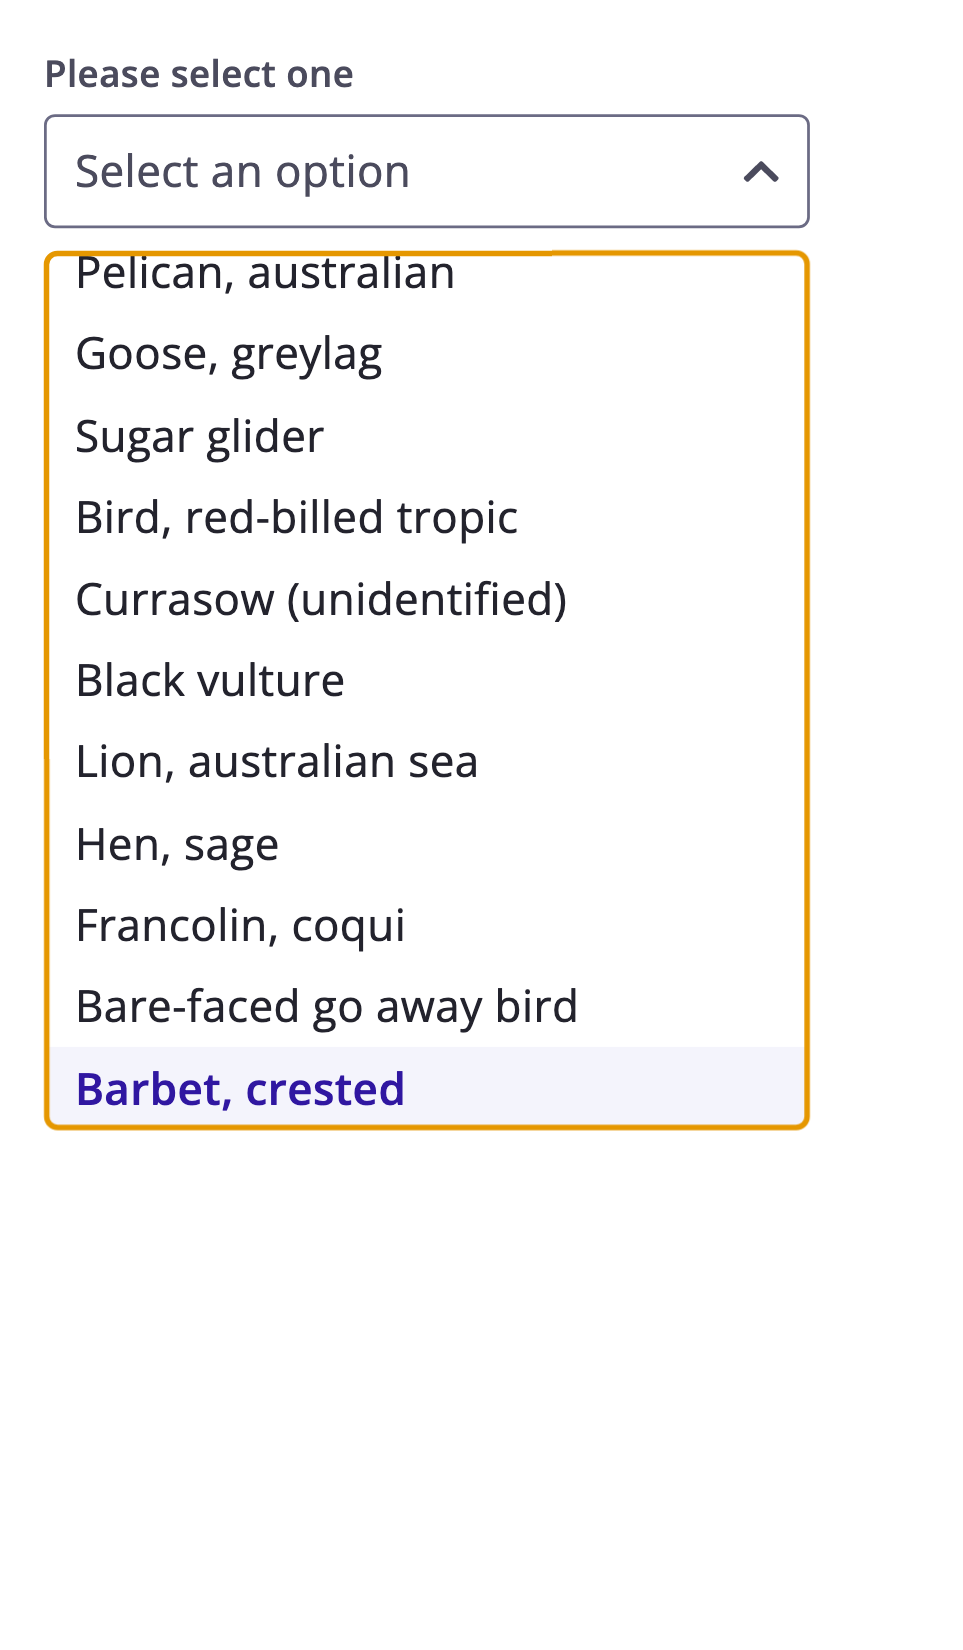 Please select one
Select an option
Pelican, australian
Goose, greylag
Sugar glider
Bird, red-billed tropic
Currasow (unidentified)
Black vulture
Lion, australian sea
Hen, sage
Francolin, coqui
Bare-faced go away bird
Barbet, crested